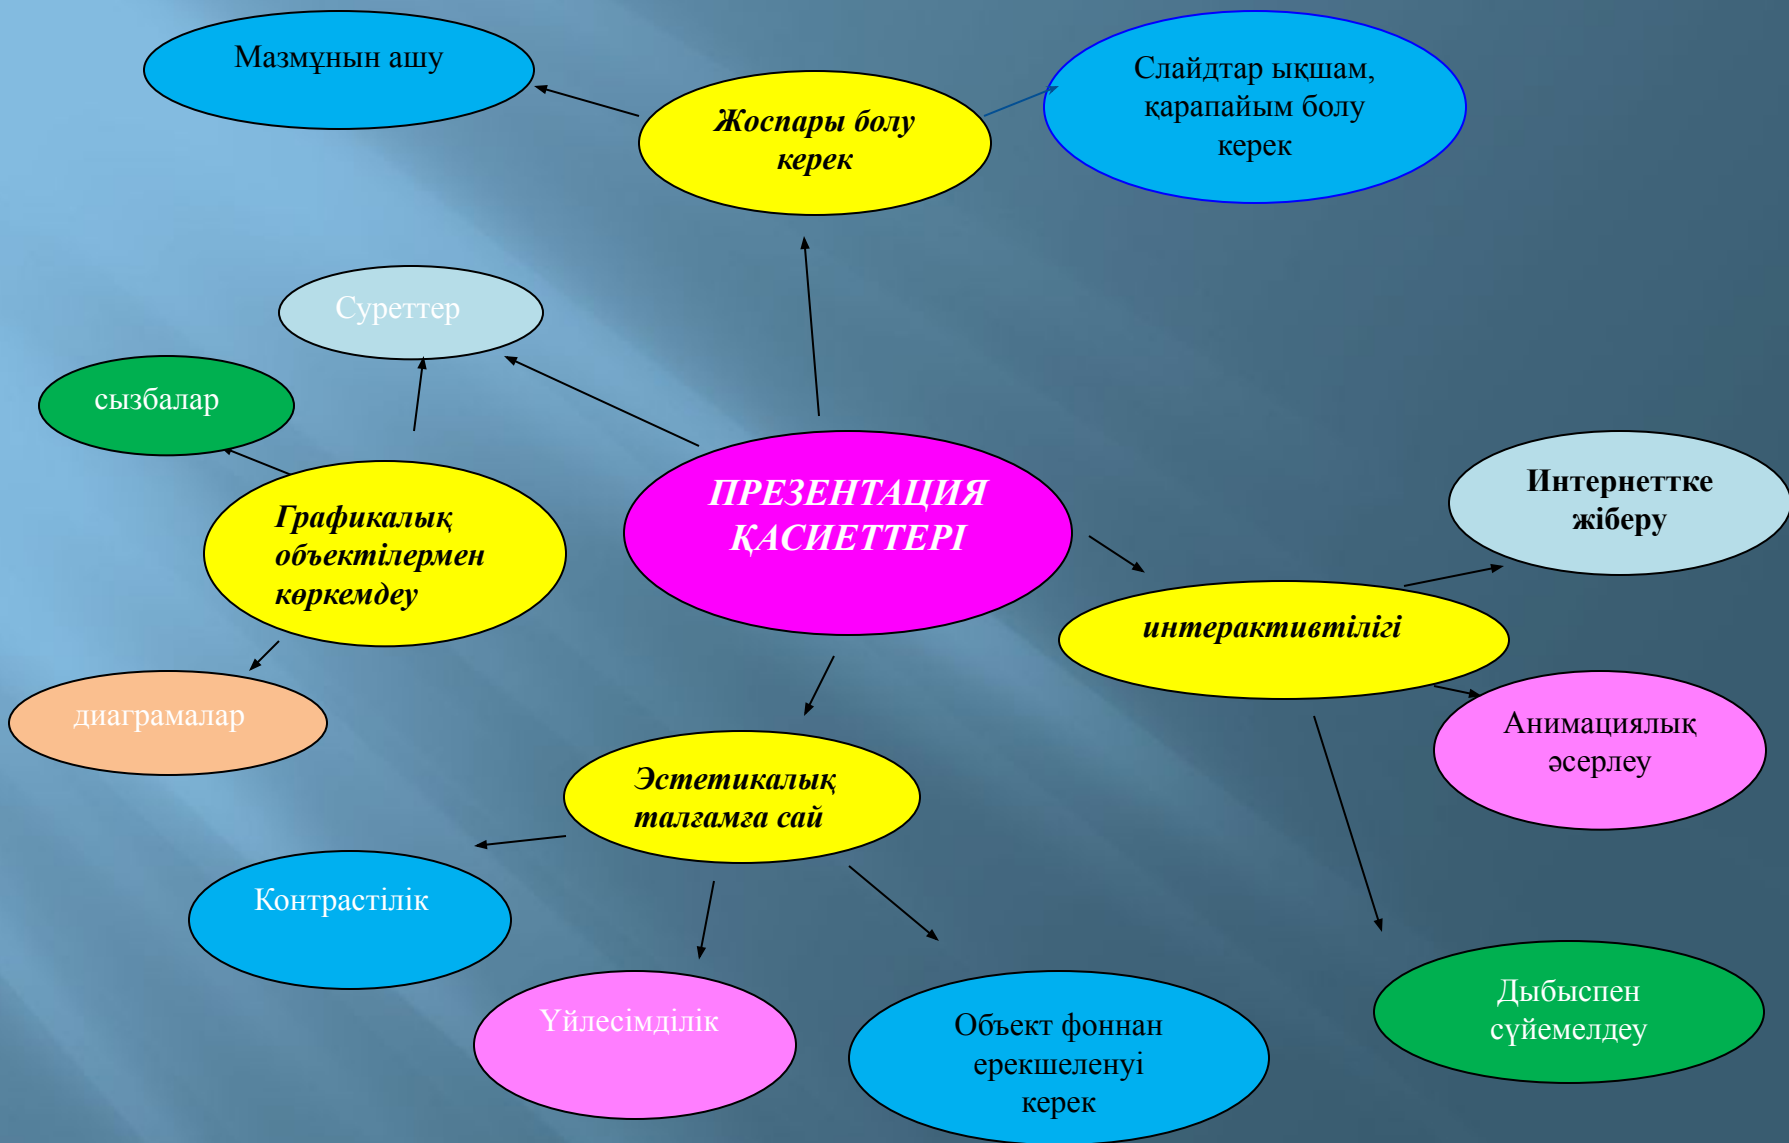 Мазмұнын ашу
Жоспары болу
керек
Слайдтар ықшам,
қарапайым болу
керек
Суреттер
сызбалар
Графикалық
объектілермен
көркемдеу
ПРЕЗЕНТАЦИЯ
ҚАСИЕТТЕРІ
Интернеттке
жіберу
интерактивтілігі
диаграмалар
Анимациялық
әсерлеу
Эстетикалық
талғамға сай
Контрастілік
Үйлесімділік
Объект фоннан
ерекшеленуі
керек
Дыбыспен
сүйемелдеу